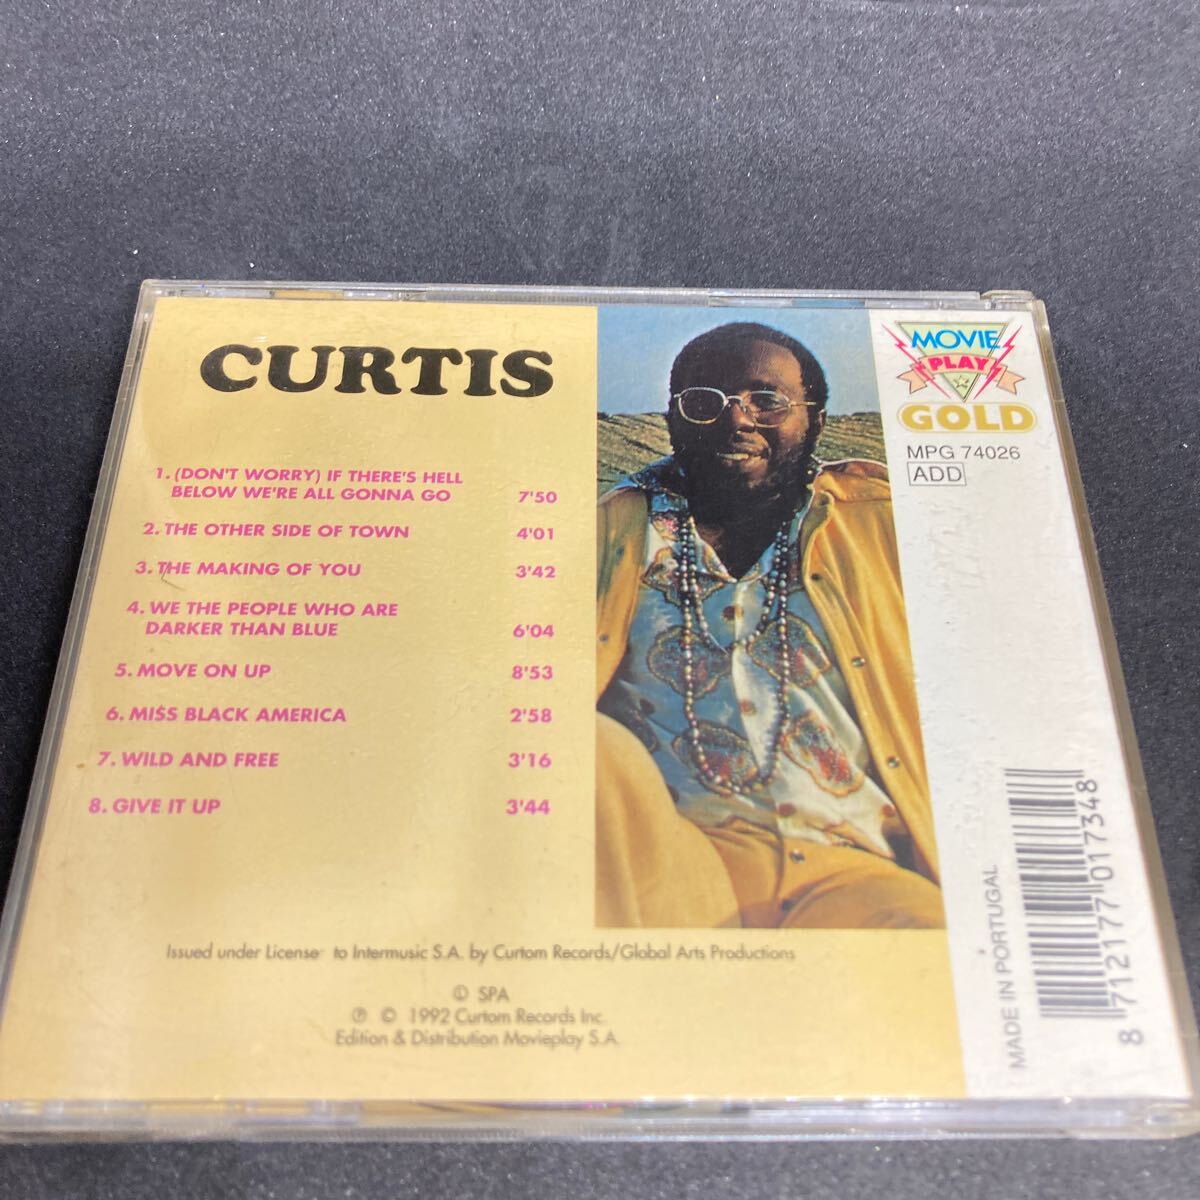 CURTIS
1. (DON'T WORRY) IF THERE'S HELL
BELOW WE'RE ALL GONNA GO 7'50
2. THE OTHER SIDE OF TOWN 4'01
3. THE MAKING OF YOU 3'42
4. WE THE PEOPLE WHO ARE
DARKER THAN BLUE 6'04
5. MOVE ON UP 8'53
6. MISS BLACK AMERICA 2'58
7. WILD AND FREE 3'16
8. GIVE IT UP 3'44
MOVIE
PLAY
GOLD
MPG 74026
ADD
MADE IN PORTUGAL
8 712177 017348
Issued under License to Intermusic S.A. by Curtom Records/Global Arts Productions
© SPA
℗ © 1992 Curtom Records Inc.
Edition & Distribution Movieplay S.A.